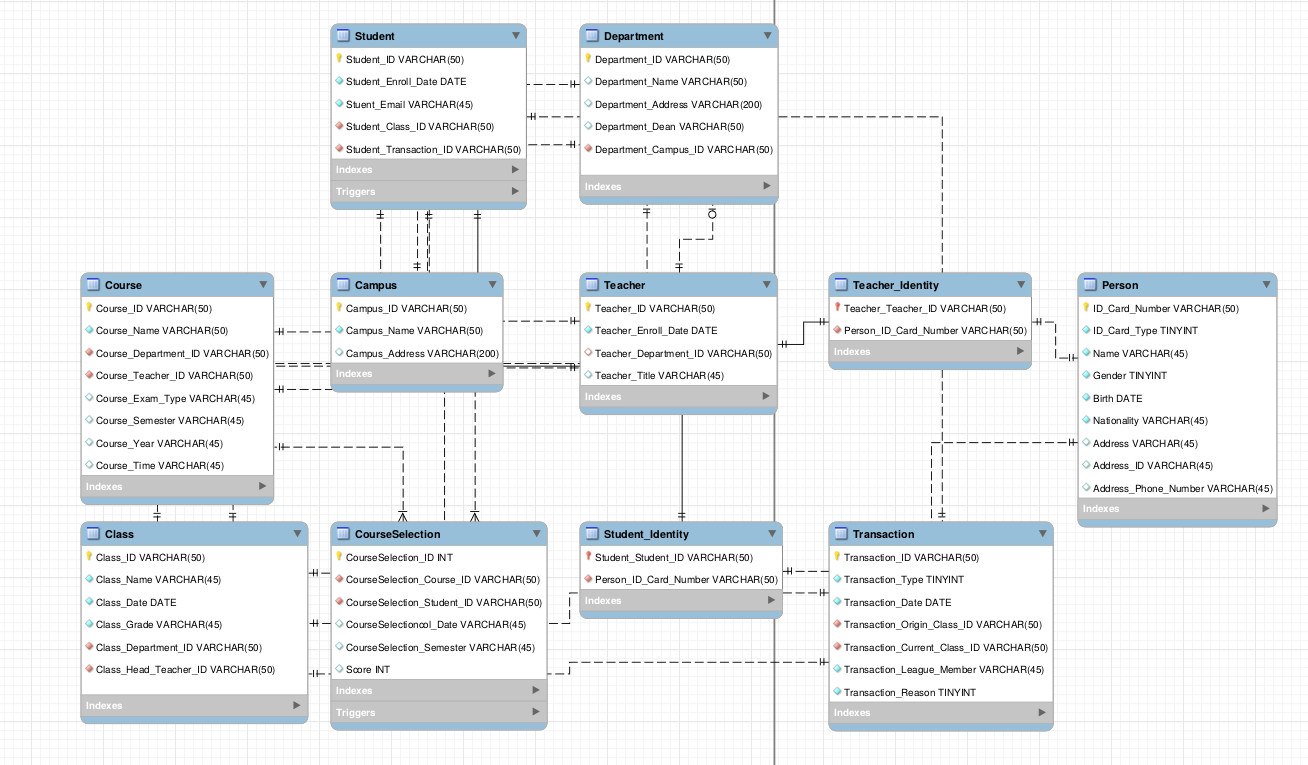 Student
Student_ID VARCHAR(50)
Student_Enroll_Date DATE
Stuent_Email VARCHAR(45)
Student_Class_ID VARCHAR(50)
Student_Transaction_ID VARCHAR(50)
Indexes
Triggers
Department
Department_ID VARCHAR(50)
Department_Name VARCHAR(50)
Department_Address VARCHAR(200)
Department_Dean VARCHAR(50)
Department_Campus_ID VARCHAR(50)
Indexes
Course
Course_ID VARCHAR(50)
Course_Name VARCHAR(50)
Course_Department_ID VARCHAR(50)
Course_Teacher_ID VARCHAR(50)
Course_Exam_Type VARCHAR(45)
Course_Semester VARCHAR(45)
Course_Year VARCHAR(45)
Course_Time VARCHAR(45)
Indexes
Campus
Campus_ID VARCHAR(50)
Campus_Name VARCHAR(50)
Campus_Address VARCHAR(200)
Indexes
Teacher
Teacher_ID VARCHAR(50)
Teacher_Enroll_Date DATE
Teacher_Department_ID VARCHAR(50)
Teacher_Title VARCHAR(45)
Indexes
Teacher_Identity
Teacher_Teacher_ID VARCHAR(50)
Person_ID_Card_Number VARCHAR(50)
Indexes
Person
ID_Card_Number VARCHAR(50)
ID_Card_Type TINYINT
Name VARCHAR(45)
Gender TINYINT
Birth DATE
Nationality VARCHAR(45)
Address VARCHAR(45)
Address_ID VARCHAR(45)
Address_Phone_Number VARCHAR(45)
Indexes
Class
Class_ID VARCHAR(50)
Class_Name VARCHAR(45)
Class_Date DATE
Class_Grade VARCHAR(45)
Class_Department_ID VARCHAR(50)
Class_Head_Teacher_ID VARCHAR(50)
Indexes
CourseSelection
CourseSelection_ID INT
CourseSelection_Course_ID VARCHAR(50)
CourseSelection_Student_ID VARCHAR(50)
CourseSelectioncol_Date VARCHAR(45)
CourseSelection_Semester VARCHAR(45)
Score INT
Indexes
Triggers
Student_Identity
Student_Student_ID VARCHAR(50)
Person_ID_Card_Number VARCHAR(50)
Indexes
Transaction
Transaction_ID VARCHAR(50)
Transaction_Type TINYINT
Transaction_Date DATE
Transaction_Origin_Class_ID VARCHAR(50)
Transaction_Current_Class_ID VARCHAR(50)
Transaction_League_Member VARCHAR(45)
Transaction_Reason TINYINT
Indexes